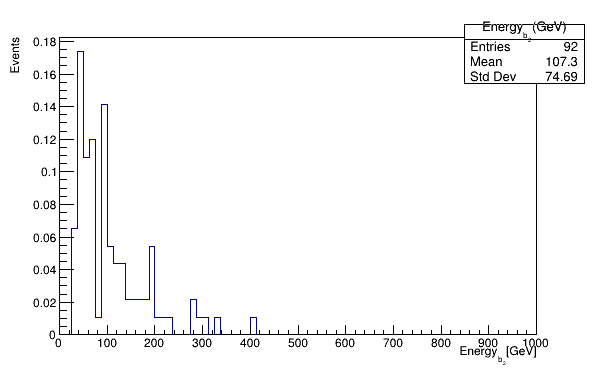 Energy_b2(GeV)
Entries 92
Mean 107.3
Std Dev 74.69
Events
0.18
0.16
0.14
0.12
0.1
0.08
0.06
0.04
0.02
0
0 100 200 300 400 500 600 700 800 900 1000
Energy_b2[GeV]